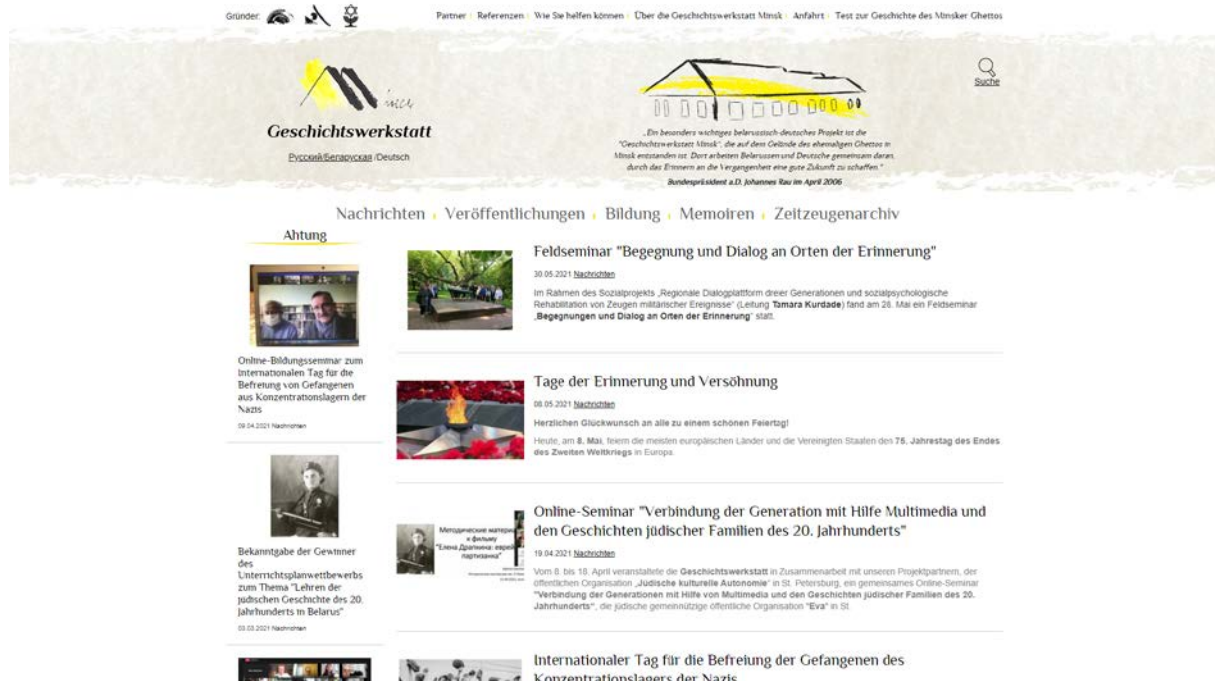 Gründer:
Partner Referenzen Wie Sie helfen können Über die Geschichtswerkstatt Minsk Anfahrt Test zur Geschichte des Minsker Ghettos
Suche
Geschichtswerkstatt
Русский/Беларуская /Deutsch
„Ein besonders wichtiges belarussisch-deutsches Projekt ist die
"Geschichtswerkstatt Minsk", die auf dem Gelände des ehemaligen Ghettos in
Minsk entstanden ist. Dort arbeiten Belarussen und Deutsche gemeinsam daran,
durch das Erinnern an die Vergangenheit eine gute Zukunft zu schaffen."
Bundespräsident a.D. Johannes Rau im April 2006
Nachrichten Veröffentlichungen Bildung Memoiren Zeitzeugenarchiv
Ahtung
Online-Bildungsseminar zum
Internationalen Tag für die
Befreiung von Gefangenen
aus Konzentrationslagern der
Nazis
09.04.2021 Nachrichten
Bekanntgabe der Gewinner
des
Unterrichtsplanwettbewerbs
zum Thema "Lehren der
jüdischen Geschichte des 20.
Jahrhunderts in Belarus"
03.03.2021 Nachrichten
Feldseminar "Begegnung und Dialog an Orten der Erinnerung"
30.05.2021 Nachrichten
Im Rahmen des Sozialprojekts „Regionale Dialogplattform dreier Generationen und sozialpsychologische
Rehabilitation von Zeugen militärischer Ereignisse" (Leitung Tamara Kurdade) fand am 28. Mai ein Feldseminar
„Begegnungen und Dialog an Orten der Erinnerung" statt.
Tage der Erinnerung und Versöhnung
08.05.2021 Nachrichten
Herzlichen Glückwunsch an alle zu einem schönen Feiertag!
Heute, am 8. Mai, feiern die meisten europäischen Länder und die Vereinigten Staaten den 75. Jahrestag des Endes
des Zweiten Weltkriegs in Europa.
Методические матери
к фильму
"Елена Драпкина: еврей
партизанка"
Online-Seminar "Verbindung der Generation mit Hilfe Multimedia und
den Geschichten jüdischer Familien des 20. Jahrhunderts"
19.04.2021 Nachrichten
Vom 8. bis 18. April veranstaltete die Geschichtswerkstatt in Zusammenarbeit mit unseren Projektpartnern, der
öffentlichen Organisation „Jüdische kulturelle Autonomie" in St. Petersburg, ein gemeinsames Online-Seminar
"Verbindung der Generationen mit Hilfe von Multimedia und den Geschichten jüdischer Familien des 20.
Jahrhunderts", die jüdische gemeinnützige öffentliche Organisation "Eva" in St
Internationaler Tag für die Befreiung der Gefangenen des
Konzentrationslagers der Nazis